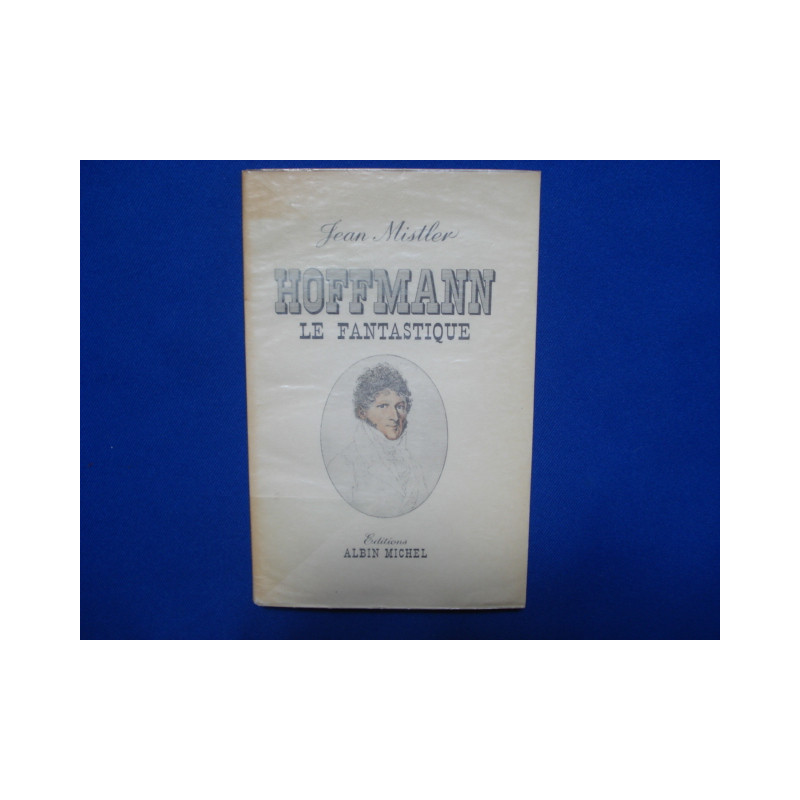 Jean Mistler
HOFFMANN
LE FANTASTIQUE
Editions
ALBIN MICHEL